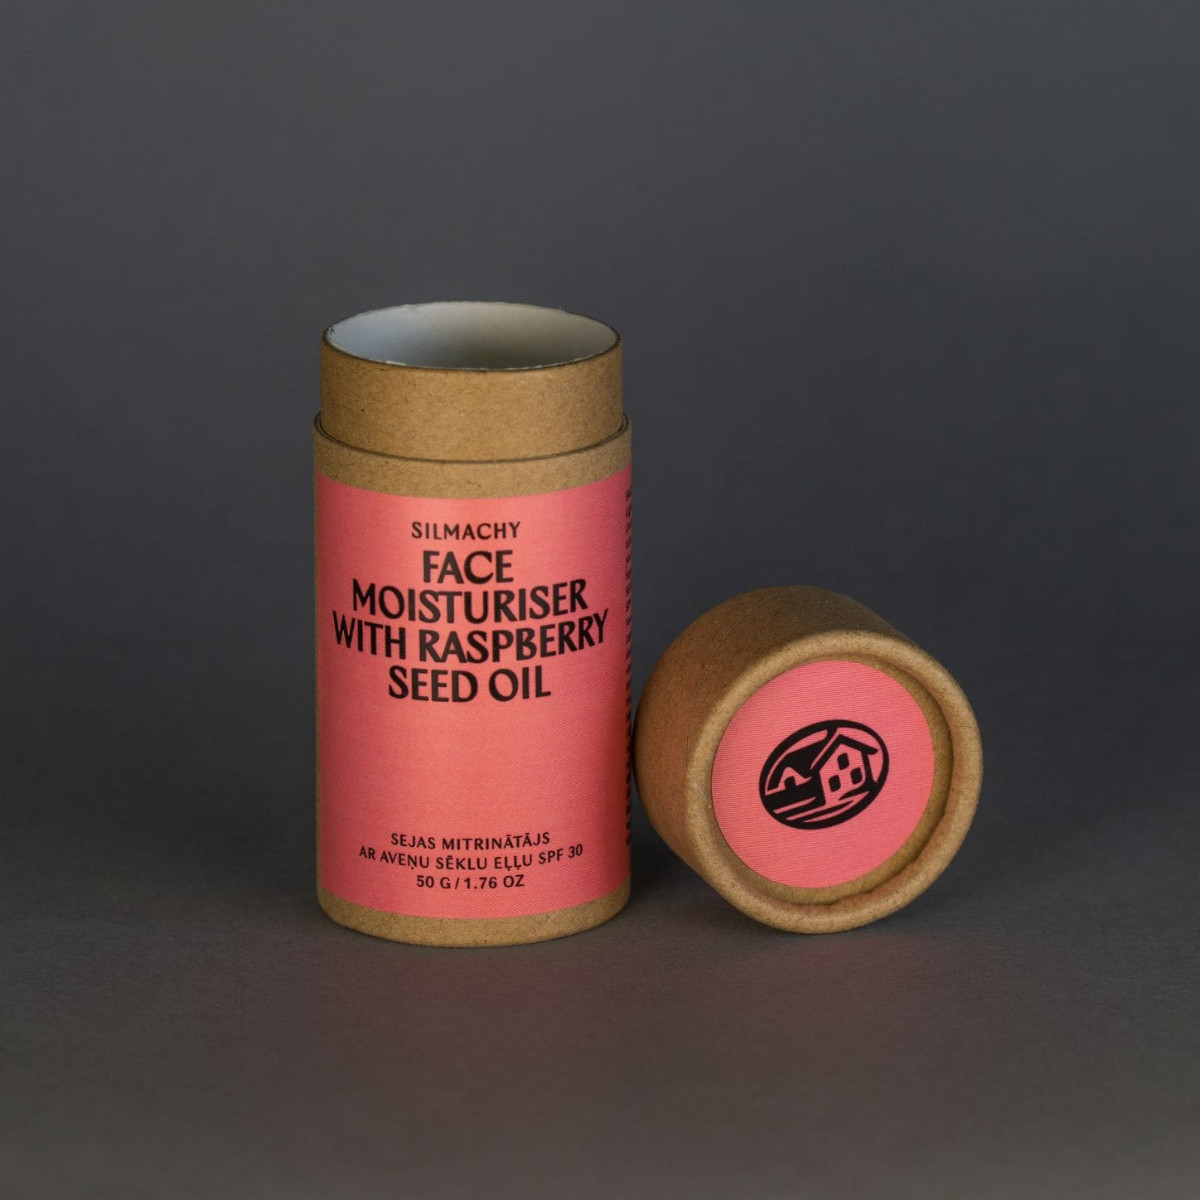 SILMACHY
FACE
MOISTURISER
WITH RASPBERRY
SEED OIL
SEJAS MITRINĀTĀJS
AR AVEŅU SĒKLU EĻĻU SPF 30
50 G / 1.76 OZ